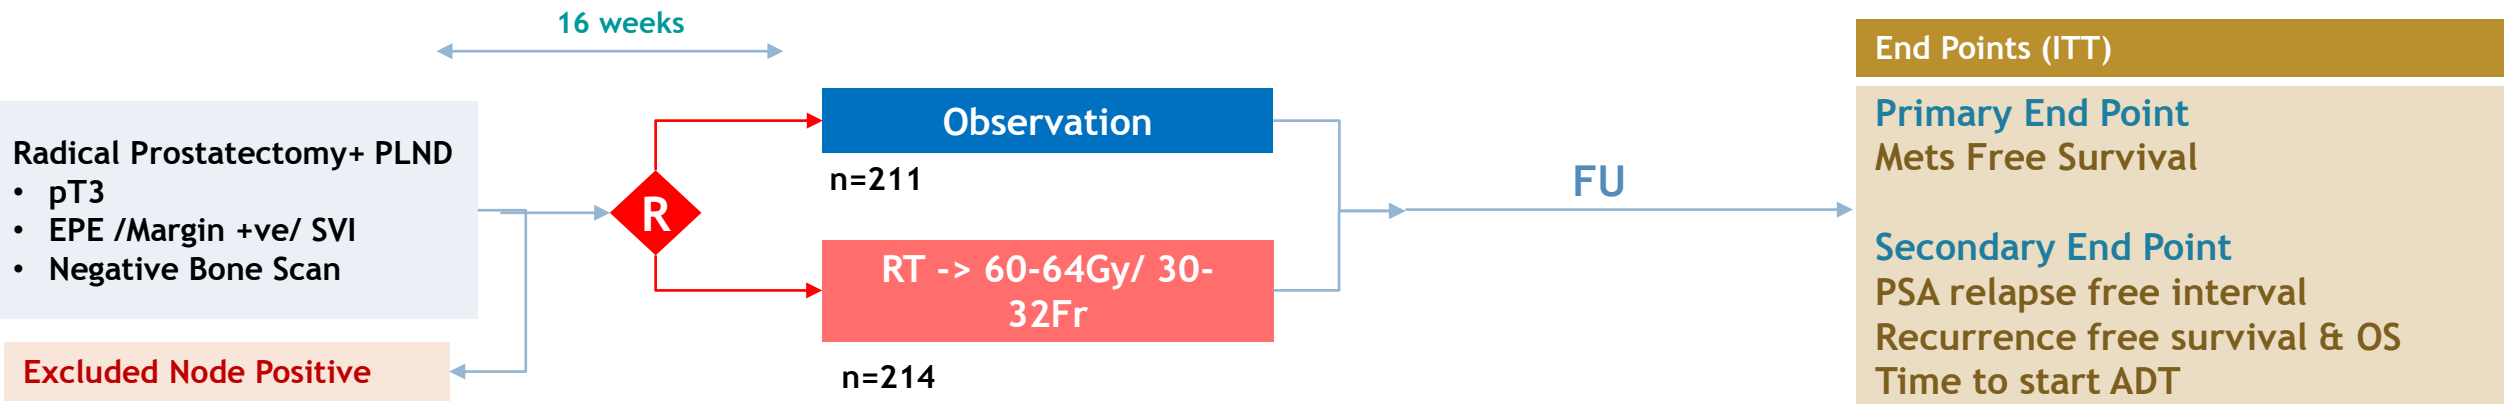 16 weeks
Radical Prostatectomy+ PLND
• pT3
• EPE /Margin +ve/ SVI
• Negative Bone Scan
Excluded Node Positive
R
Observation
n=211
RT -> 60-64Gy/ 30-
32Fr
n=214
FU
End Points (ITT)
Primary End Point
Mets Free Survival
Secondary End Point
PSA relapse free interval
Recurrence free survival & OS
Time to start ADT